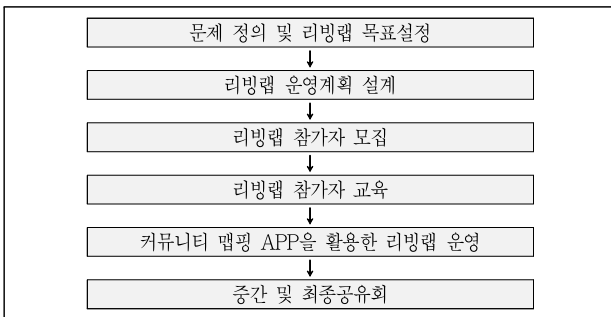 문제 정의 및 리빙랩 목표설정
리빙랩 운영계획 설계
리빙랩 참가자 모집
리빙랩 참가자 교육
커뮤니티 맵핑 APP을 활용한 리빙랩 운영
중간 및 최종공유회